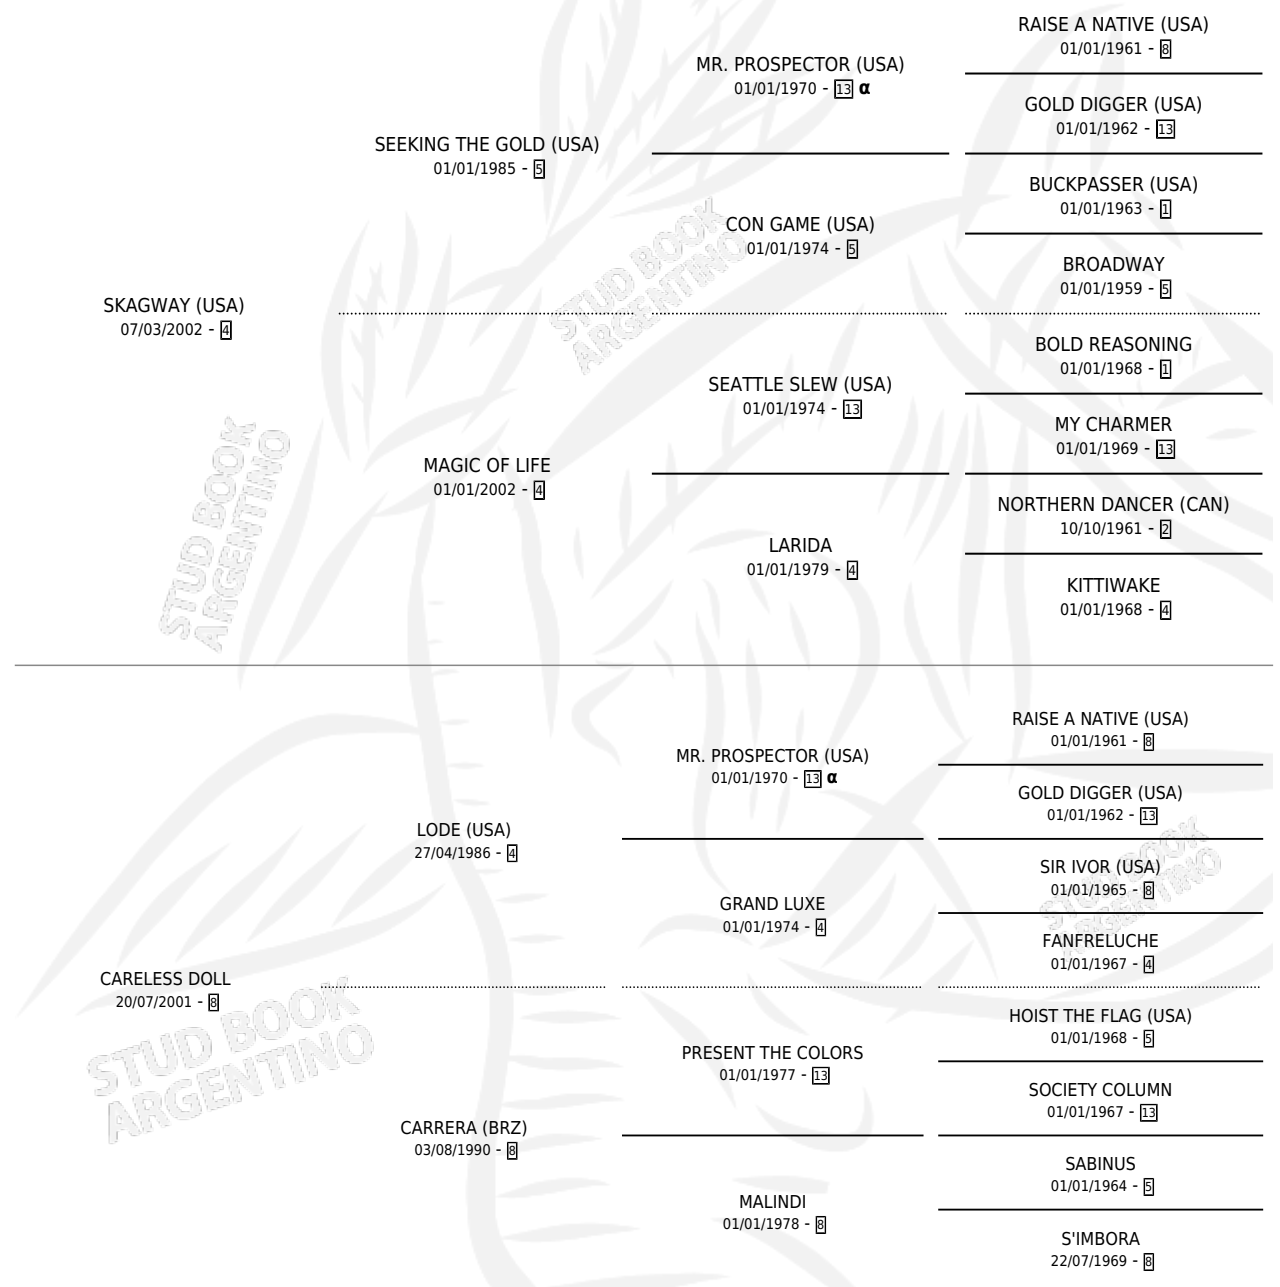 RAISE A NATIVE (USA)
01/01/1961 - 8
MR. PROSPECTOR (USA)
01/01/1970 - 13 α
GOLD DIGGER (USA)
01/01/1962 - 13
SEEKING THE GOLD (USA)
01/01/1985 - 5
BUCKPASSER (USA)
01/01/1963 - 1
CON GAME (USA)
01/01/1974 - 5
BROADWAY
01/01/1959 - 5
SKAGWAY (USA)
07/03/2002 - 4
BOLD REASONING
01/01/1968 - 1
SEATTLE SLEW (USA)
01/01/1974 - 13
MY CHARMER
01/01/1969 - 13
MAGIC OF LIFE
01/01/2002 - 4
NORTHERN DANCER (CAN)
10/10/1961 - 2
LARIDA
01/01/1979 - 4
KITTIWAKE
01/01/1968 - 4
STUD BOOK
ARGENTINO
STUD BOOK
ARGENTINO
RAISE A NATIVE (USA)
01/01/1961 - 8
MR. PROSPECTOR (USA)
01/01/1970 - 13 α
GOLD DIGGER (USA)
01/01/1962 - 13
LODE (USA)
27/04/1986 - 4
SIR IVOR (USA)
01/01/1965 - 8
GRAND LUXE
01/01/1974 - 4
FANFRELUCHE
01/01/1967 - 4
CARELESS DOLL
20/07/2001 - 8
HOIST THE FLAG (USA)
01/01/1968 - 5
PRESENT THE COLORS
01/01/1977 - 13
SOCIETY COLUMN
01/01/1967 - 13
CARRERA (BRZ)
03/08/1990 - 8
SABINUS
01/01/1964 - 5
MALINDI
01/01/1978 - 8
S'IMBORA
22/07/1969 - 8
STUD BOOK
ARGENTINO
STUD BOOK
ARGENTINO